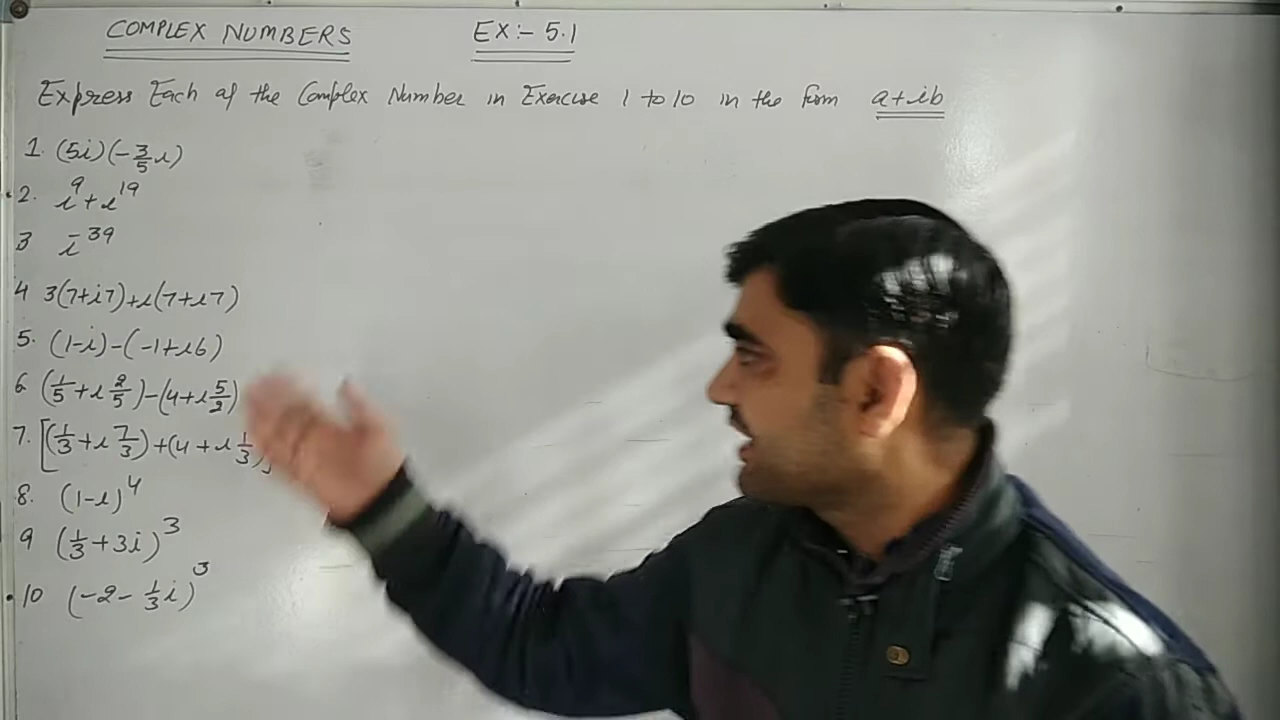 COMPLEX NUMBERS EX:- 5.1
Express Each of the Complex Number in Exercise 1 to 10 in the form a+ib
1. (5i)(-3/5 i)
2. i^9 + i^19
3 i^-39
4 3(7+i7)+i(7+i7)
5. (1-i)-(-1+i6)
6 (1/5 + i 2/5)-(4+i 5/2)
7. [(1/3 + i 7/3)+(4 + i 1/3)]
8. (1-i)^4
9 (1/3 + 3i)^3
10 (-2 - 1/3 i)^3